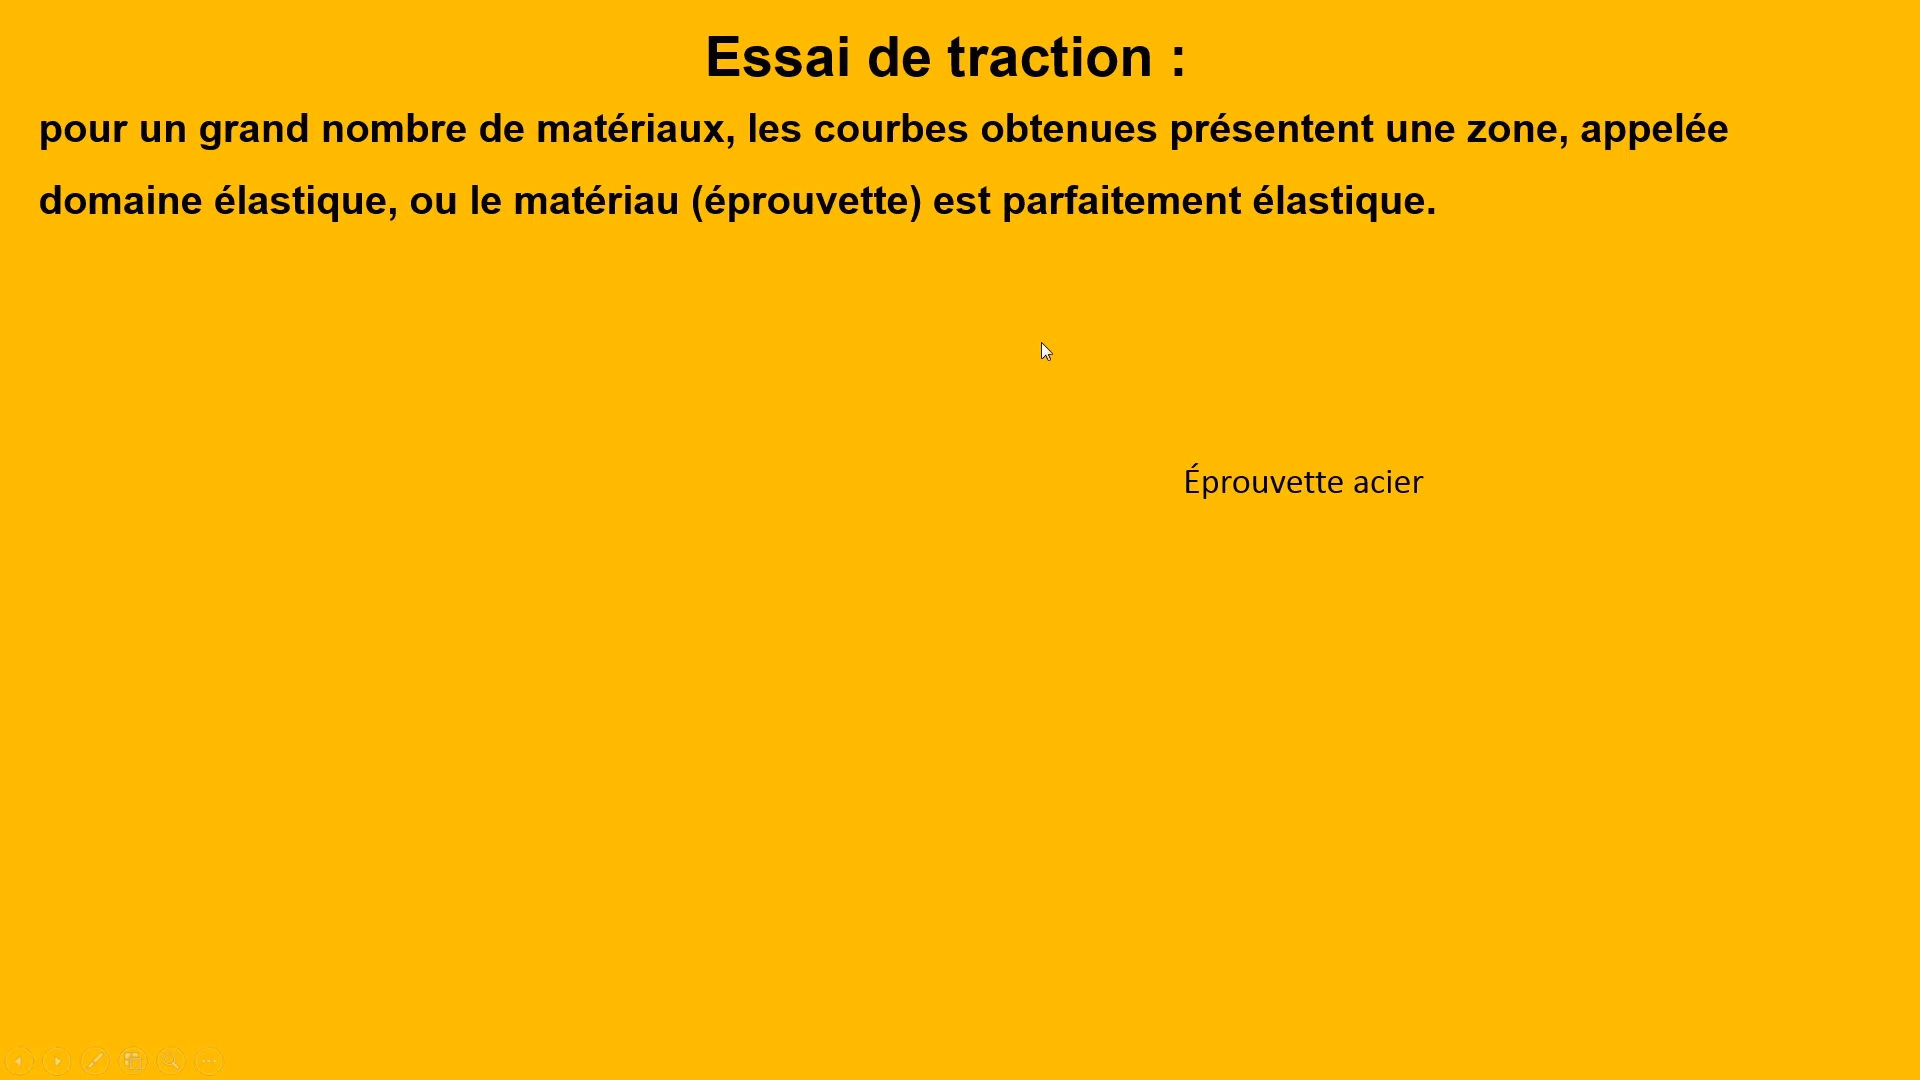 Essai de traction :
pour un grand nombre de matériaux, les courbes obtenues présentent une zone, appelée
domaine élastique, ou le matériau (éprouvette) est parfaitement élastique.
Éprouvette acier